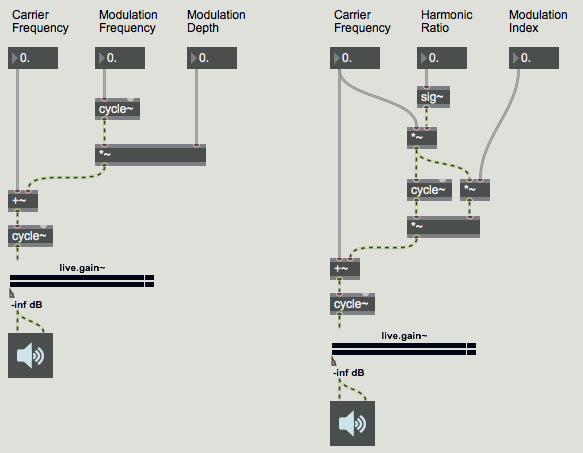 Carrier Frequency
Modulation Frequency
Modulation Depth
0.
0.
0.
cycle~
*~
+~
cycle~
live.gain~
-inf dB
Carrier Frequency
Harmonic Ratio
Modulation Index
0.
0.
0.
sig~
*~
cycle~
*~
*~
+~
cycle~
live.gain~
-inf dB